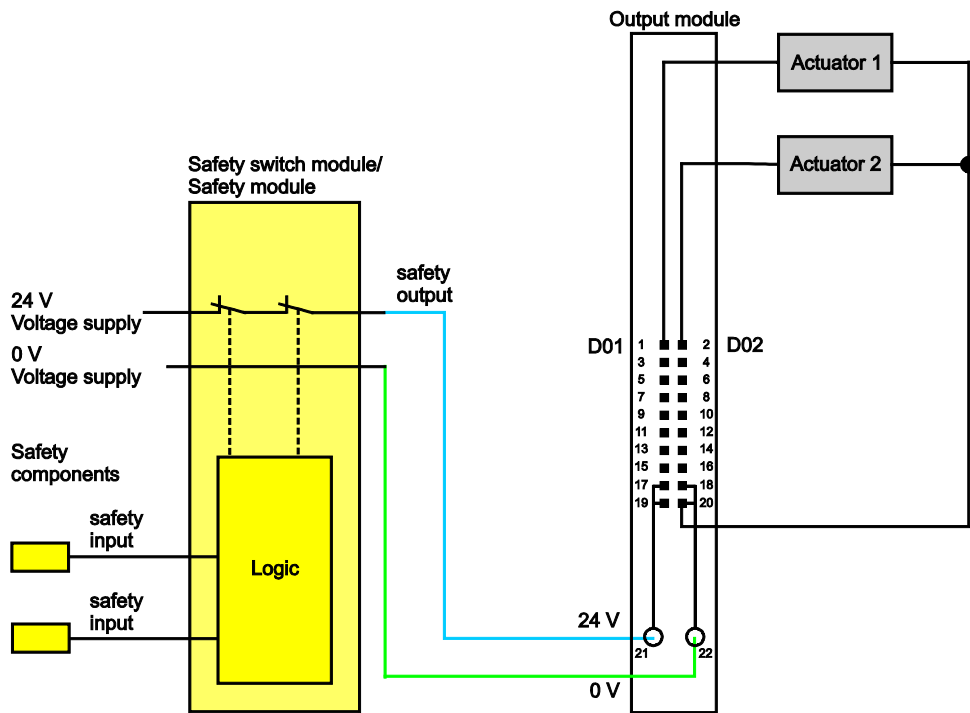 Output module
Actuator 1
Actuator 2
Safety switch module/
Safety module
safety
output
24 V
Voltage supply
0 V
Voltage supply
D01
1
2
D02
3
4
5
6
7
8
9
10
11
12
13
14
15
16
17
18
19
20
Safety
components
safety
input
Logic
safety
input
24 V
21
22
0 V